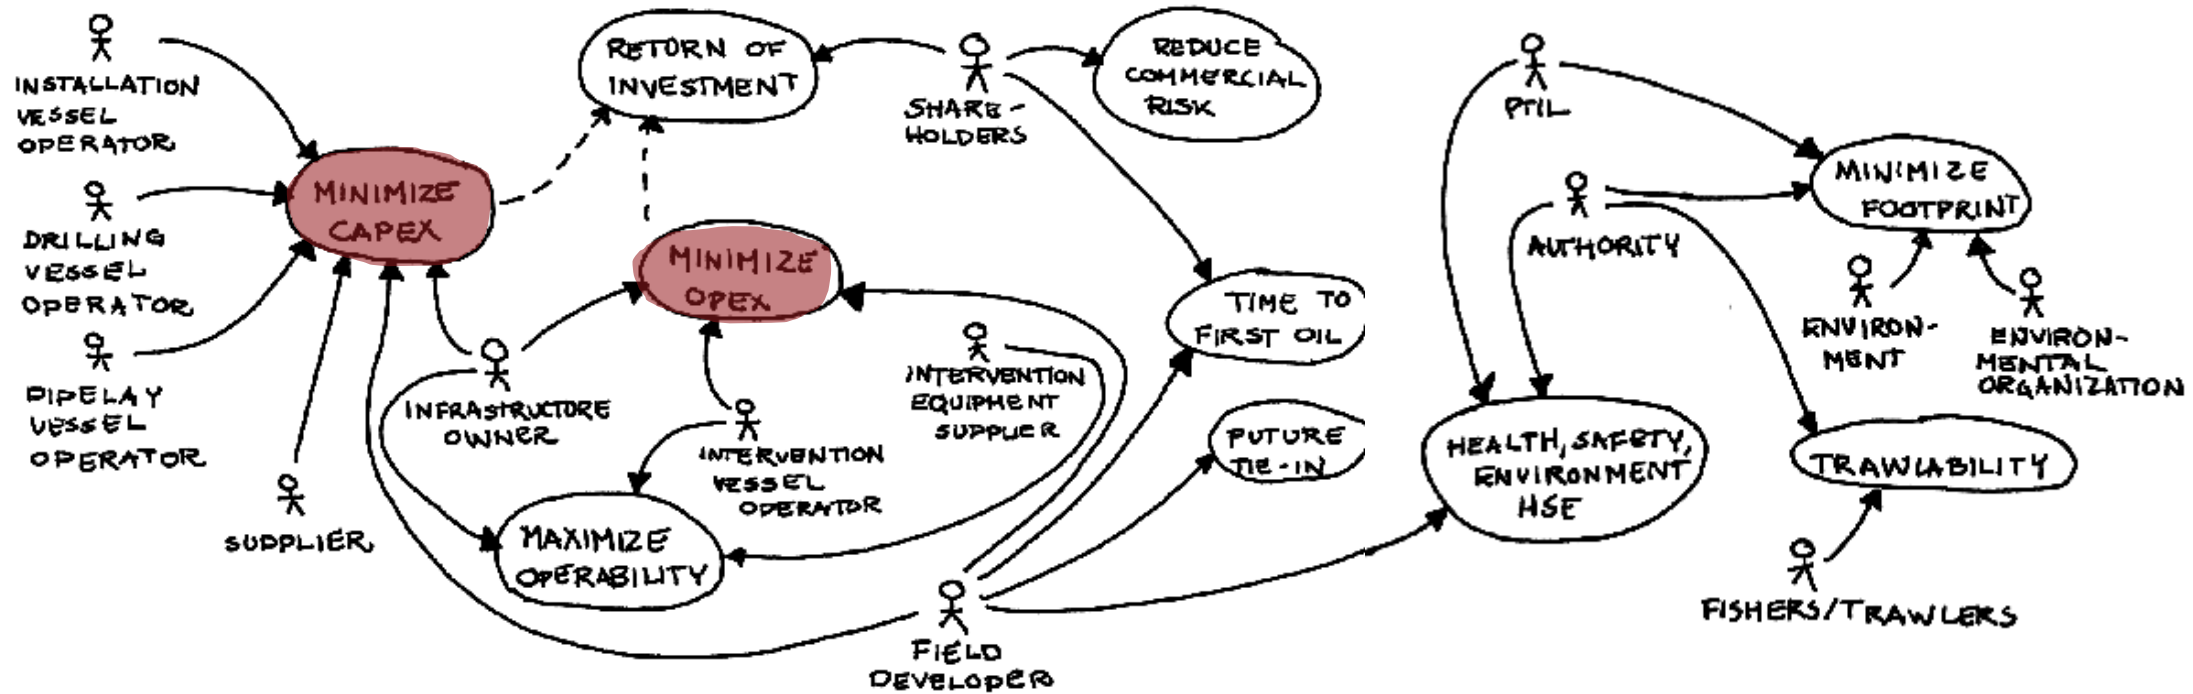 INSTALLATION
VESSEL
OPERATOR
DRILLING
VESSEL
OPERATOR
PIPELAY
VESSEL
OPERATOR
SUPPLIER
MINIMIZE
CAPEX
RETURN OF
INVESTMENT
MINIMIZE
OPEX
INFRASTRUCTURE
OWNER
INTERVENTION
VESSEL
OPERATOR
MAXIMIZE
OPERABILITY
SHARE-
HOLDERS
REDUCE
COMMERCIAL
RISK
INTERVENTION
EQUIPMENT
SUPPLIER
TIME TO
FIRST OIL
FUTURE
TIE-IN
FIELD
DEVELOPER
PTIL
AUTHORITY
MINIMIZE
FOOTPRINT
ENVIRON-
MENT
ENVIRON-
MENTAL
ORGANIZATION
HEALTH, SAFETY,
ENVIRONMENT
HSE
TRAWLABILITY
FISHERS/TRAWLERS